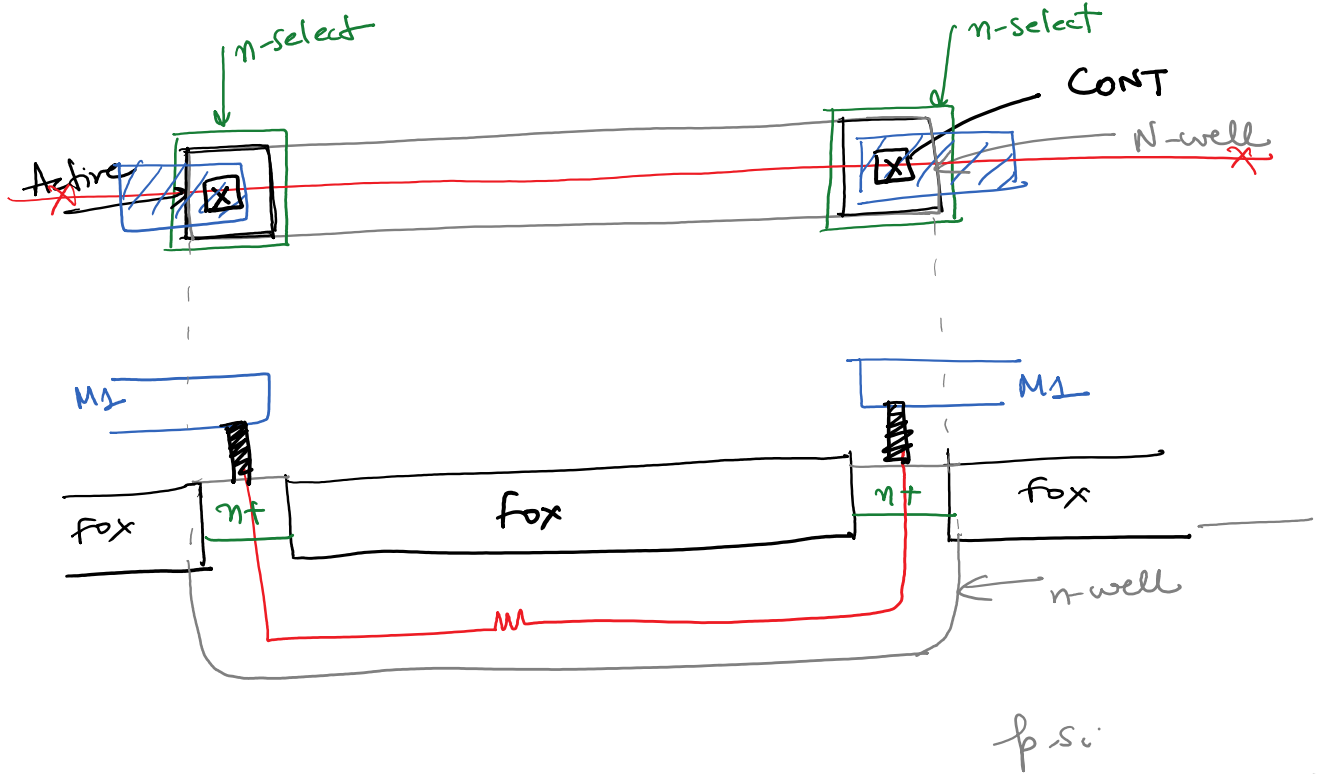 n-select
n-select
CONT
N-well
Active
X
X
M1
M1
n+
n+
FOX
FOX
FOX
n-well
p-si